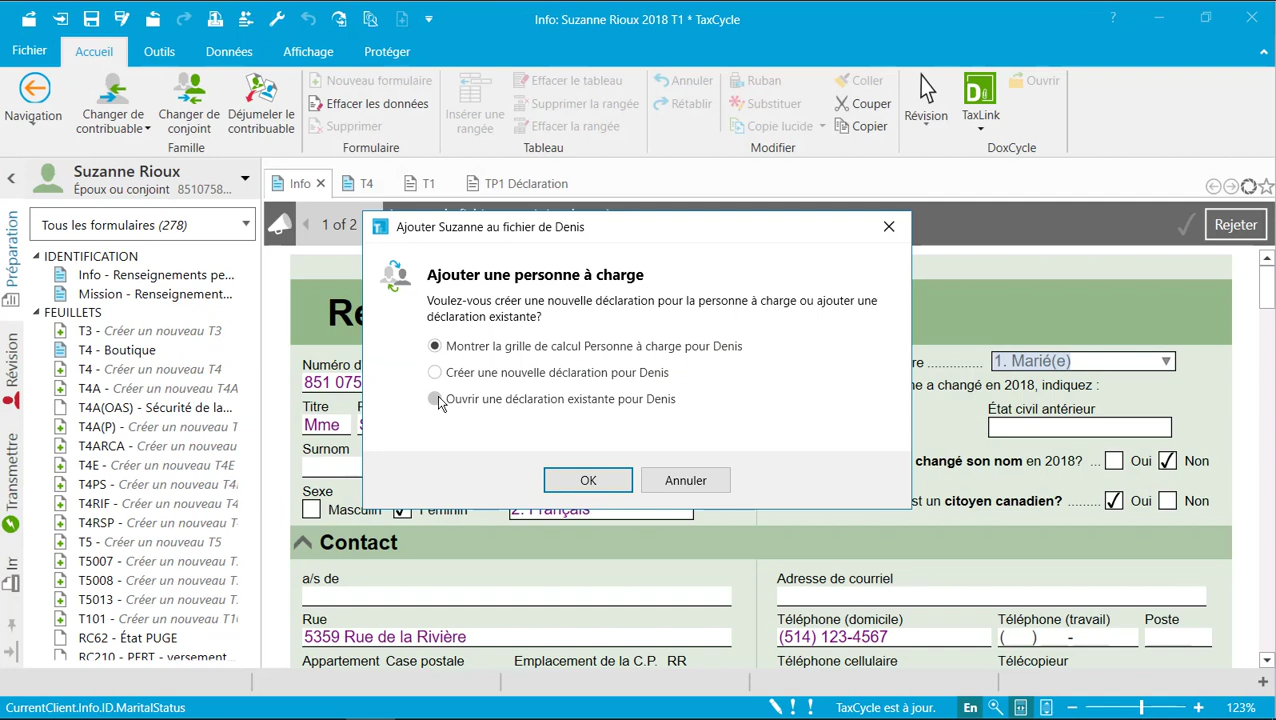 Info: Suzanne Rioux 2018 T1 * TaxCycle
Fichier Accueil Outils Données Affichage Protéger
Navigation
Changer de contribuable
Changer de conjoint
Déjumeler le contribuable
Famille
Nouveau formulaire
Effacer les données
Supprimer
Formulaire
Insérer une rangée
Effacer le tableau
Supprimer la rangée
Effacer la rangée
Tableau
Annuler
Rétablir
Ruban
Substituer
Copie lucide
Coller
Couper
Copier
Modifier
Révision
TaxLink
Ouvrir
DoxCycle
Suzanne Rioux
Époux ou conjoint 8510758...
Info T4 T1 TP1 Déclaration
Tous les formulaires (278)
1 of 2
Rejeter
Préparation
Révision
Transmettre
IDENTIFICATION
Info - Renseignements pe...
Mission - Renseignement...
FEUILLETS
T3 - Créer un nouveau T3
T4 - Boutique
T4 - Créer un nouveau T4
T4A - Créer un nouveau T4A
T4A(OAS) - Sécurité de la...
T4A(P) - Créer un nouveau
T4ARCA - Créer un nouveau
T4E - Créer un nouveau T4E
T4PS - Créer un nouveau
T4RIF - Créer un nouveau
T4RSP - Créer un nouveau
T5 - Créer un nouveau T5
T5007 - Créer un nouveau
T5008 - Créer un nouveau
T5013 - Créer un nouveau
T101 - Créer un nouveau
RC62 - État PUGE
RC210 - PFRT - versement
Ajouter Suzanne au fichier de Denis
Ajouter une personne à charge
Voulez-vous créer une nouvelle déclaration pour la personne à charge ou ajouter une
déclaration existante?
Montrer la grille de calcul Personne à charge pour Denis
Créer une nouvelle déclaration pour Denis
Ouvrir une déclaration existante pour Denis
OK Annuler
Re
Numéro d
851 075
Titre
Mme
Surnom
Sexe
Masculin Féminin 2. Français
1. Marié(e)
a changé en 2018, indiquez :
État civil antérieur
changé son nom en 2018? ... Oui Non
st un citoyen canadien? ......... Oui Non
Contact
a/s de Adresse de courriel
Rue Téléphone (domicile) Téléphone (travail) Poste
5359 Rue de la Rivière (514) 123-4567 ( ) -
Appartement Case postale Emplacement de la C.P. RR Téléphone cellulaire Télécopieur
CurrentClient.Info.ID.MaritalStatus TaxCycle est à jour. En 123%